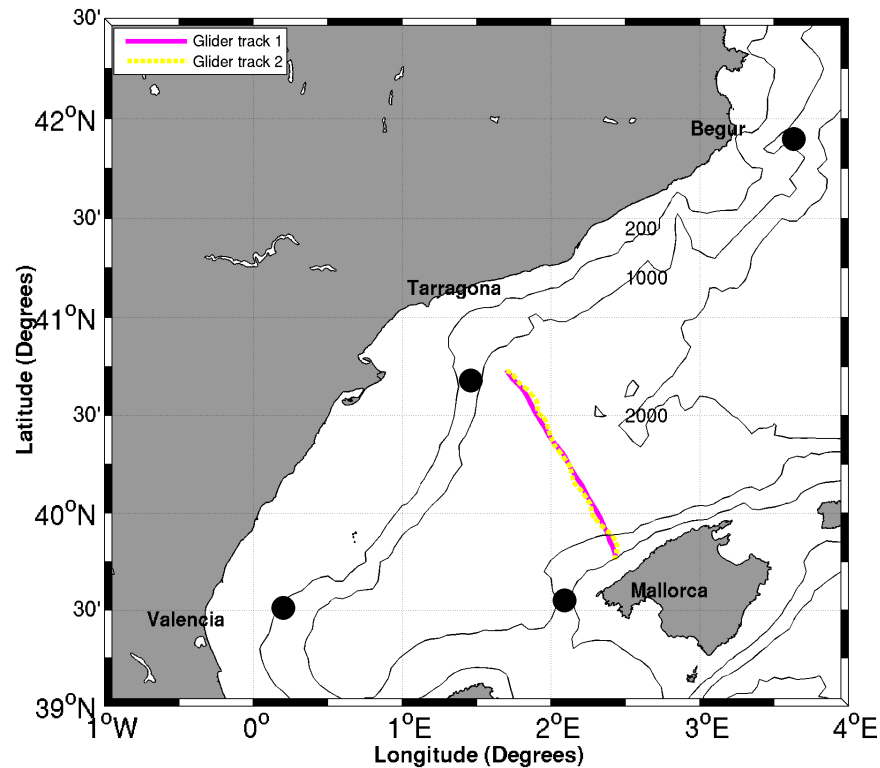 30'
Glider track 1
Glider track 2
42°N
Begur
30'
200
1000
Tarragona
41°N
30'
2000
40°N
Mallorca
30'
Valencia
39°N
1°W
0°
1°E
2°E
3°E
4°E
Longitude (Degrees)
Latitude (Degrees)